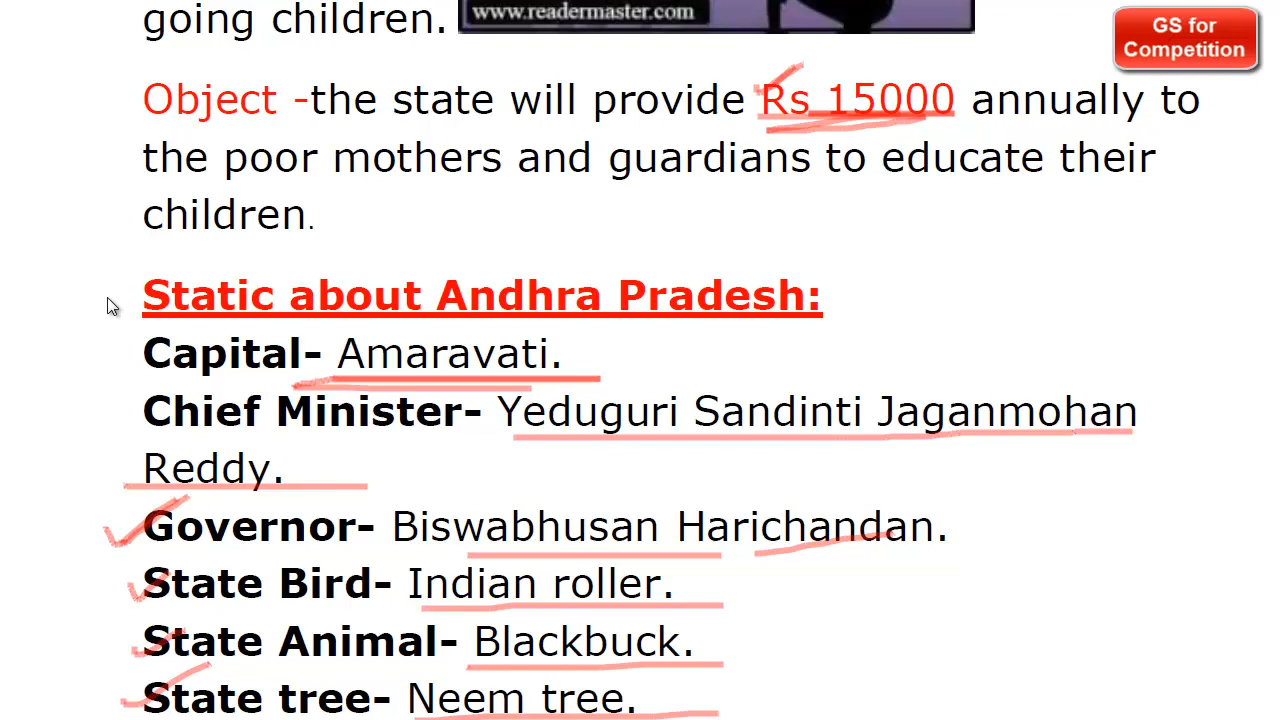 going children.
www.readermaster.com
GS for
Competition
Object -the state will provide Rs 15000 annually to
the poor mothers and guardians to educate their
children.
Static about Andhra Pradesh:
Capital- Amaravati.
Chief Minister- Yeduguri Sandinti Jaganmohan
Reddy.
Governor- Biswabhusan Harichandan.
State Bird- Indian roller.
State Animal- Blackbuck.
State tree- Neem tree.